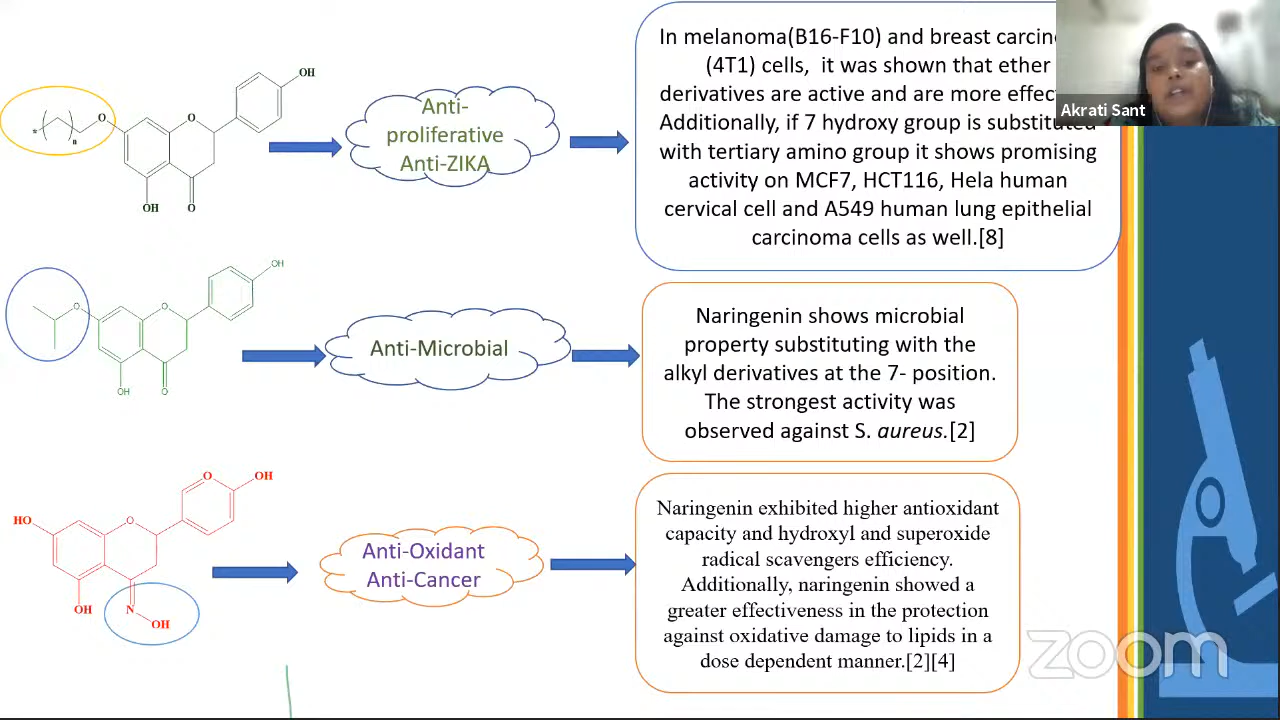 OH
O
O
*
n
OH
O
Anti-
proliferative
Anti-ZIKA
In melanoma(B16-F10) and breast
(4T1) cells, it was shown that ether
derivatives are active and are more
Additionally, if 7 hydroxy group is substituted
with tertiary amino group it shows promising
activity on MCF7, HCT116, Hela human
cervical cell and A549 human lung epithelial
carcinoma cells as well.[8]
Akrati Sant
OH
O
O
OH
O
Anti-Microbial
Naringenin shows microbial
property substituting with the
alkyl derivatives at the 7- position.
The strongest activity was
observed against S. aureus.[2]
O
OH
HO
O
OH
N
OH
Anti-Oxidant
Anti-Cancer
Naringenin exhibited higher antioxidant
capacity and hydroxyl and superoxide
radical scavengers efficiency.
Additionally, naringenin showed a
greater effectiveness in the protection
against oxidative damage to lipids in a
dose dependent manner.[2][4]
zoom